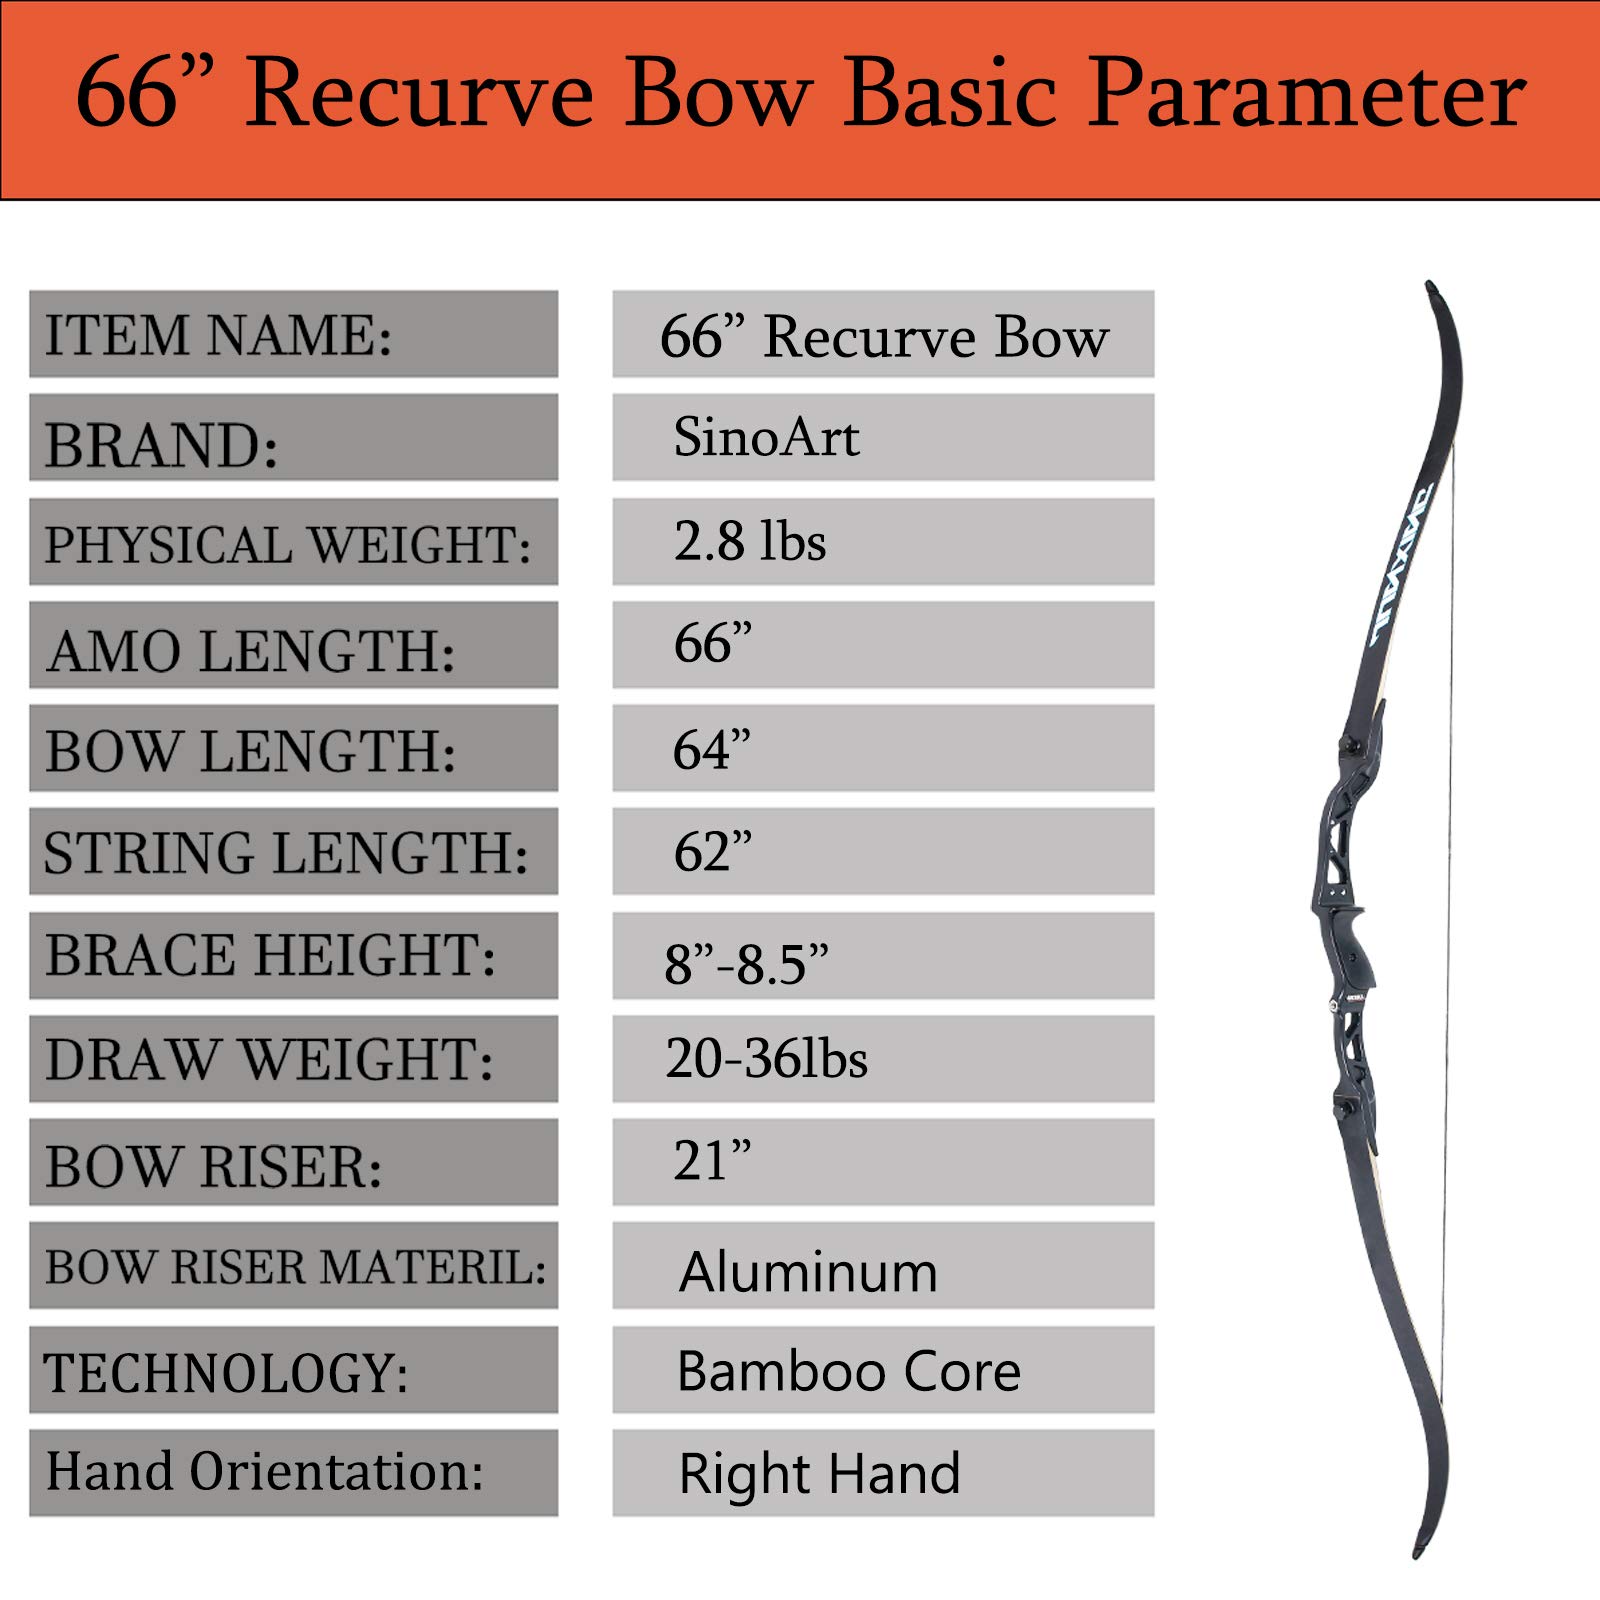 66” Recurve Bow Basic Parameter
ITEM NAME: 66” Recurve Bow
BRAND: SinoArt
PHYSICAL WEIGHT: 2.8 lbs
AMO LENGTH: 66”
BOW LENGTH: 64”
STRING LENGTH: 62”
BRACE HEIGHT: 8”-8.5”
DRAW WEIGHT: 20-36lbs
BOW RISER: 21”
BOW RISER MATERIL: Aluminum
TECHNOLOGY: Bamboo Core
Hand Orientation: Right Hand